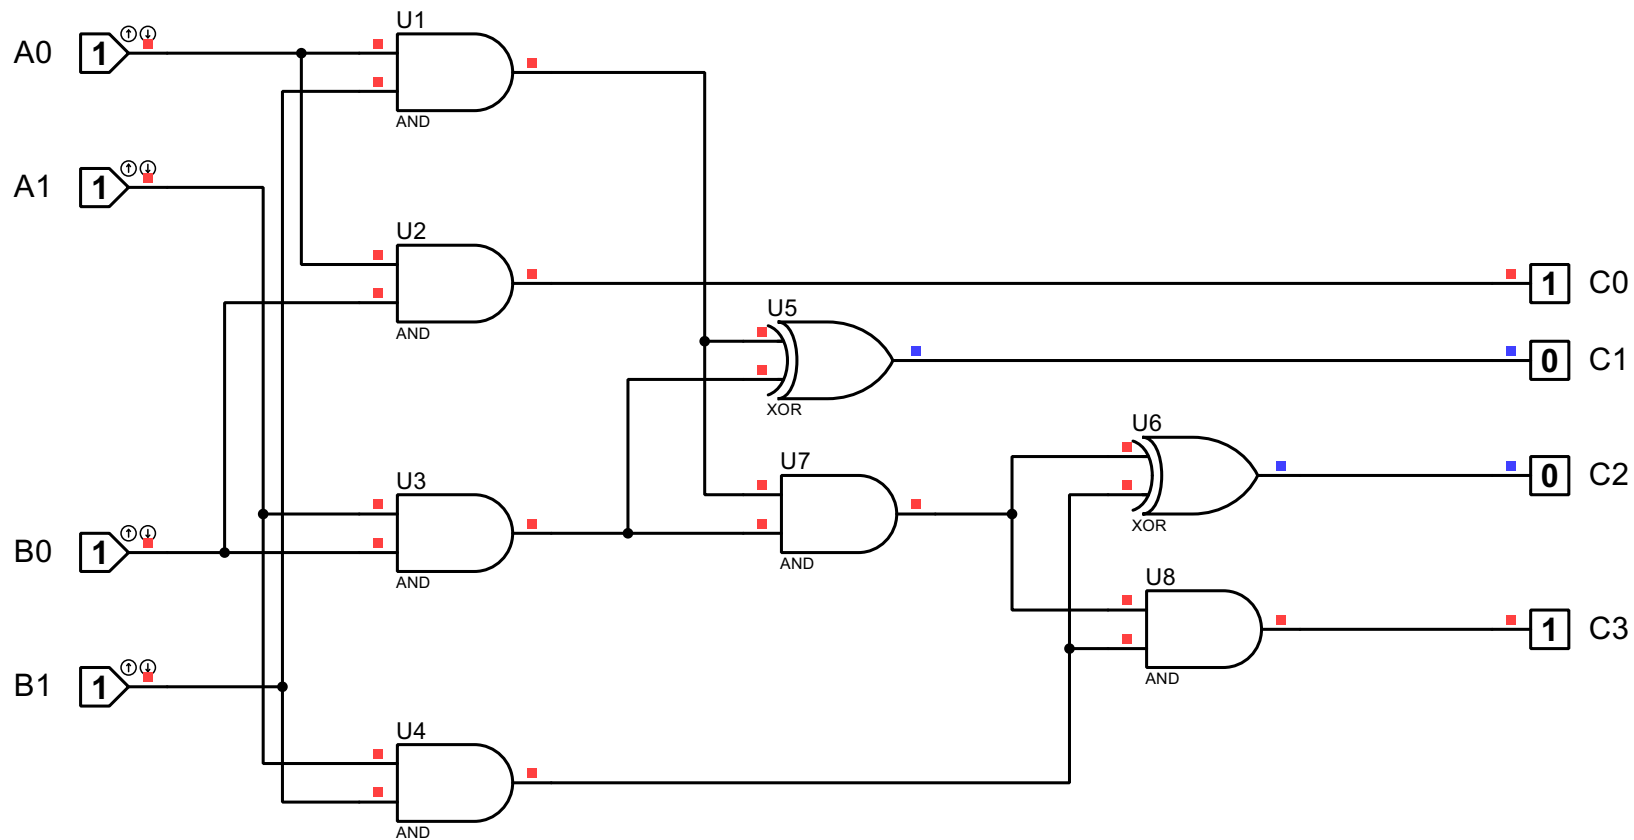 U1
A0 1
AND
A1 1
U2
1 C0
U5
AND
0 C1
XOR
U6
U7
U3
0 C2
XOR
B0 1
AND
U8
AND
1 C3
B1 1
AND
U4
AND